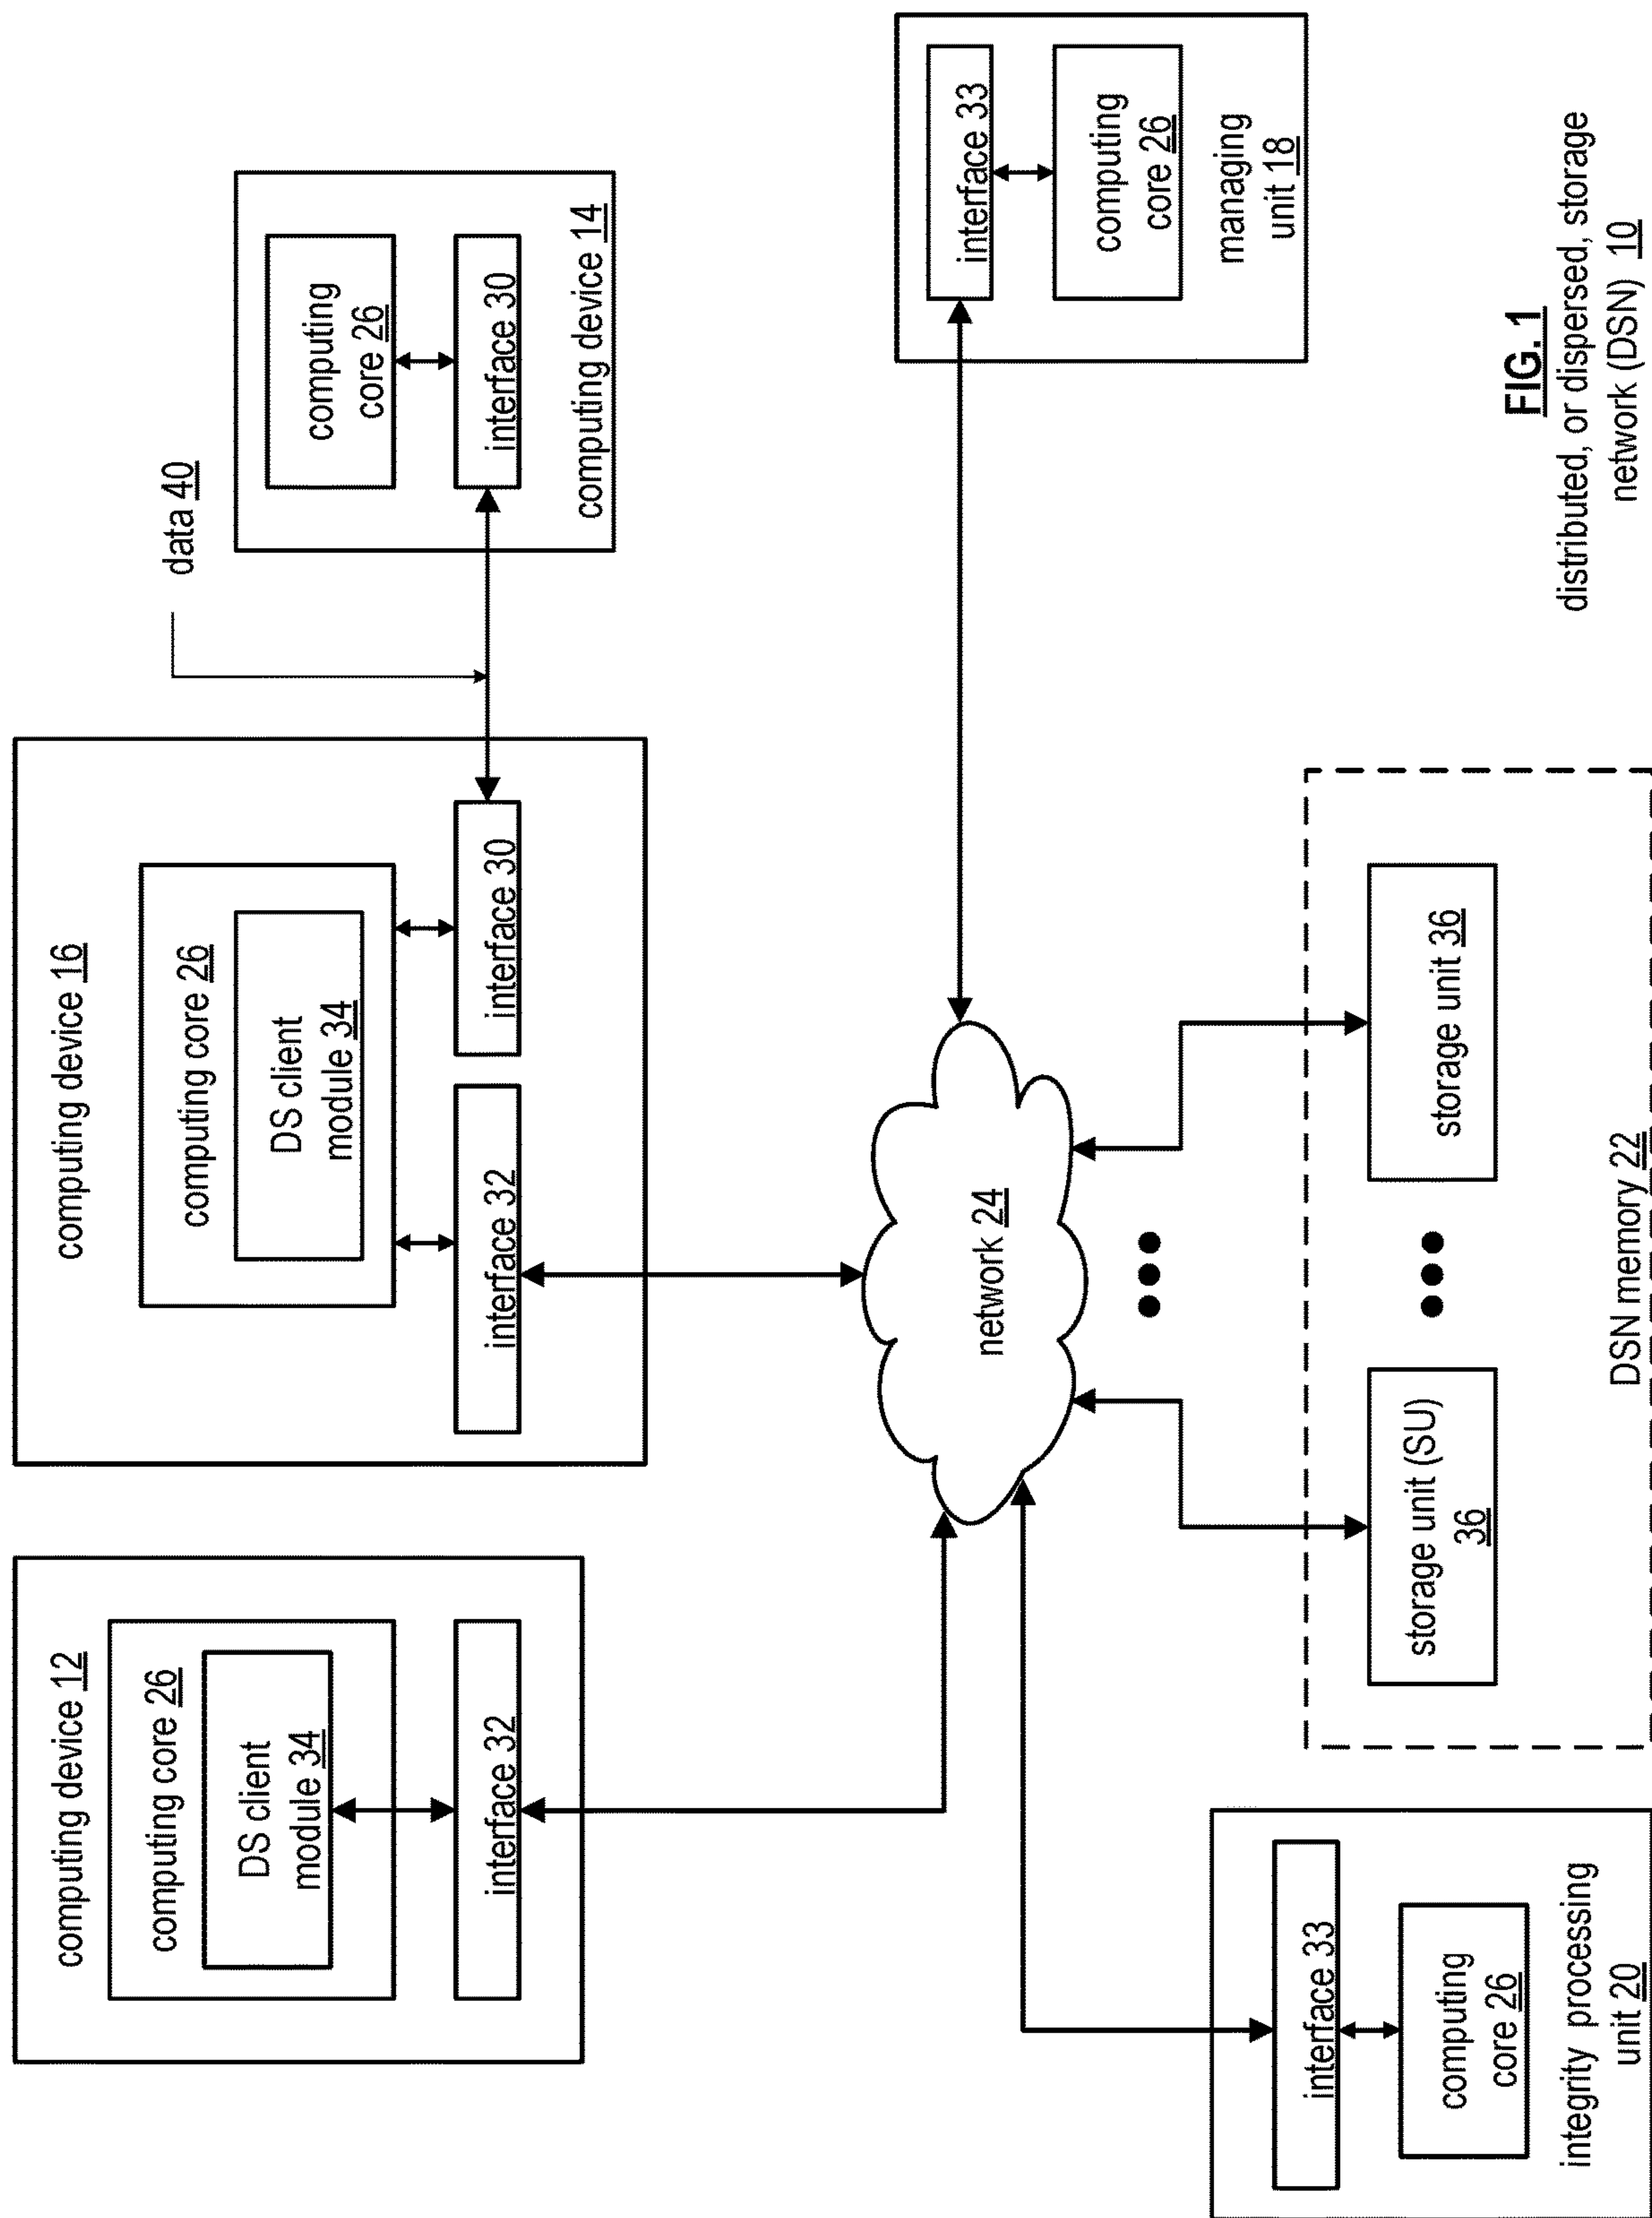 computing device 12
computing core 26
DS client
module 34
interface 32
computing device 16
computing core 26
DS client
module 34
interface 32
interface 30
data 40
computing
core 26
interface 30
computing device 14
network 24
interface 33
computing
core 26
managing
unit 18
interface 33
computing
core 26
integrity processing
unit 20
storage unit (SU)
36
storage unit 36
DSN memory 22
FIG. 1
distributed, or dispersed, storage
network (DSN) 10